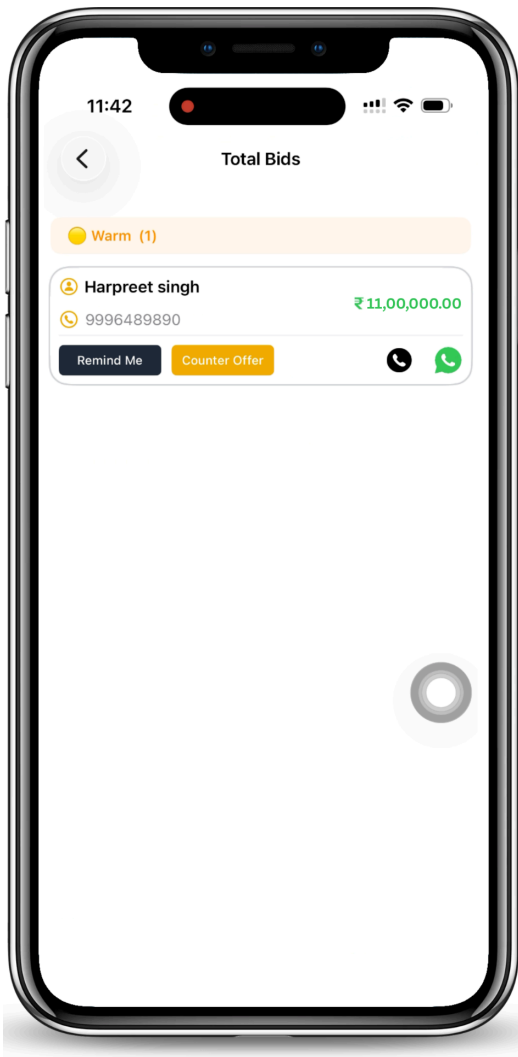 11:42
Total Bids
Warm (1)
Harpreet singh
₹ 11,00,000.00
9996489890
Remind Me Counter Offer